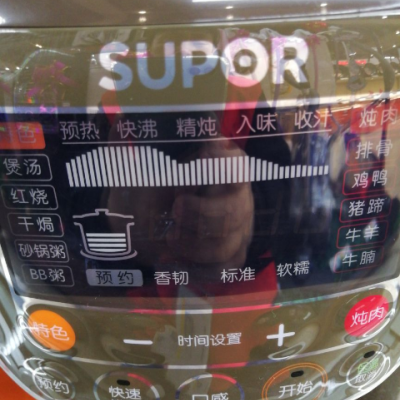 SUPOR
预热 快沸 精炖 入味 收汁 炖肉
煲汤
排骨
红烧
鸡鸭
干焗
猪蹄
砂锅粥
牛羊
BB粥
牛腩
预约 香韧 标准 软糯
特色
— 时间设置 +
炖肉
预约
快速
口感
开始